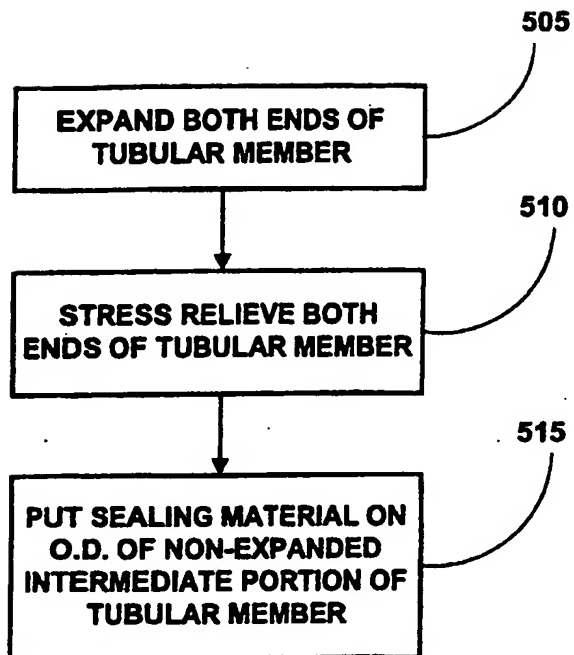 505
EXPAND BOTH ENDS OF
TUBULAR MEMBER
510
STRESS RELIEVE BOTH
ENDS OF TUBULAR MEMBER
515
PUT SEALING MATERIAL ON
O.D. OF NON-EXPANDED
INTERMEDIATE PORTION OF
TUBULAR MEMBER